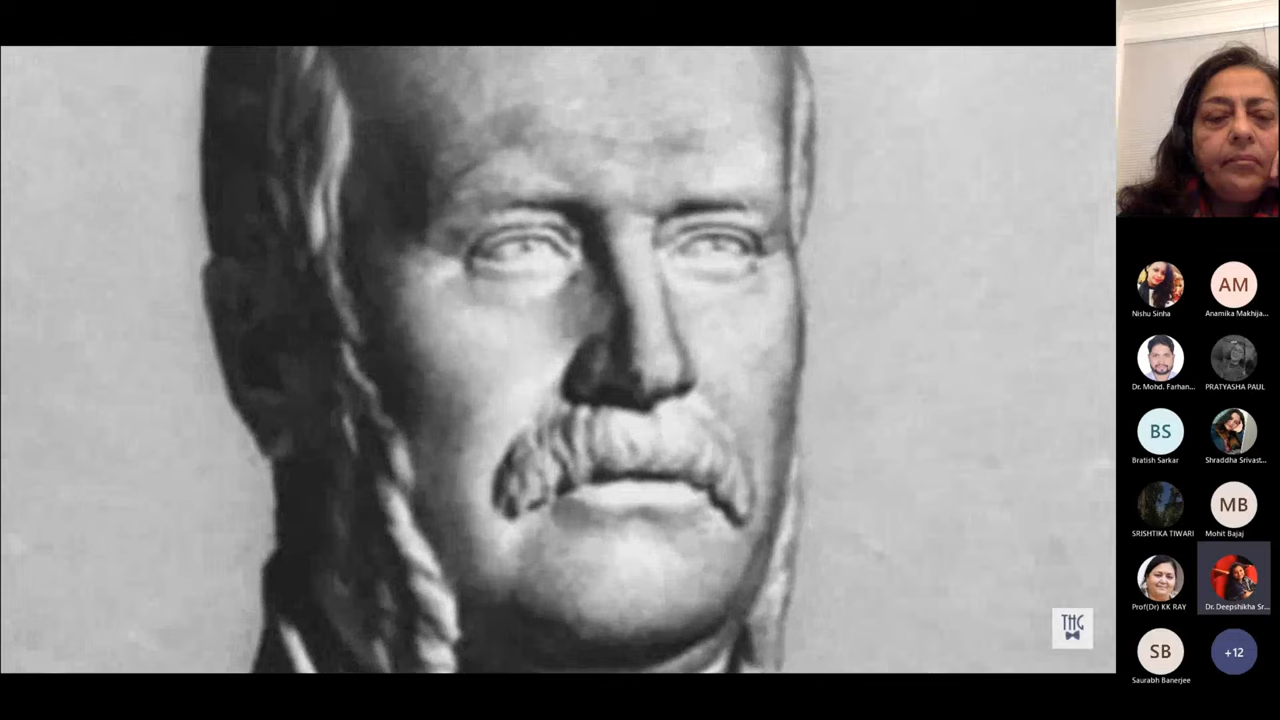 THG
Nishu Sinha
AM
Anamika Makhija...
Dr. Mohd. Farhan...
PRATYASHA PAUL
BS
Bratish Sarkar
Shraddha Srivast...
SRISHTIKA TIWARI
MB
Mohit Bajaj
Prof(Dr) KK RAY
Dr. Deepshikha Sr...
SB
Saurabh Banerjee
+12